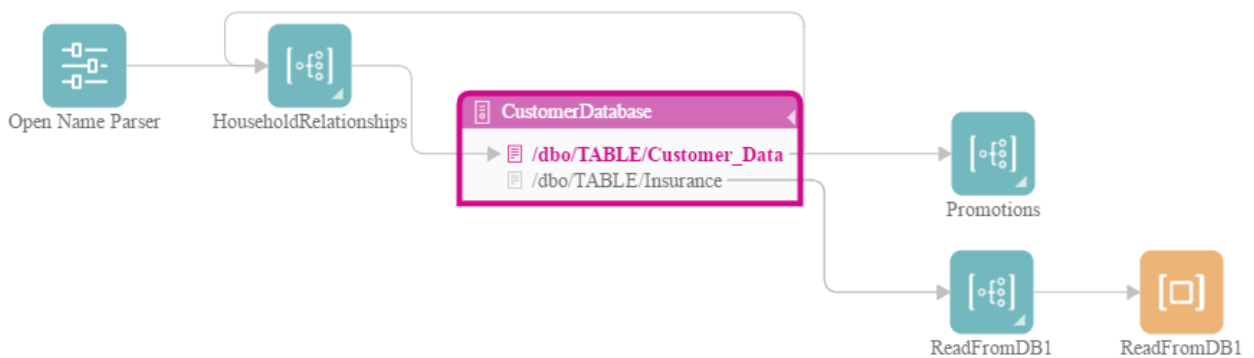 Open Name Parser
HouseholdRelationships
CustomerDatabase
/dbo/TABLE/Customer_Data
/dbo/TABLE/Insurance
Promotions
ReadFromDB1
ReadFromDB1